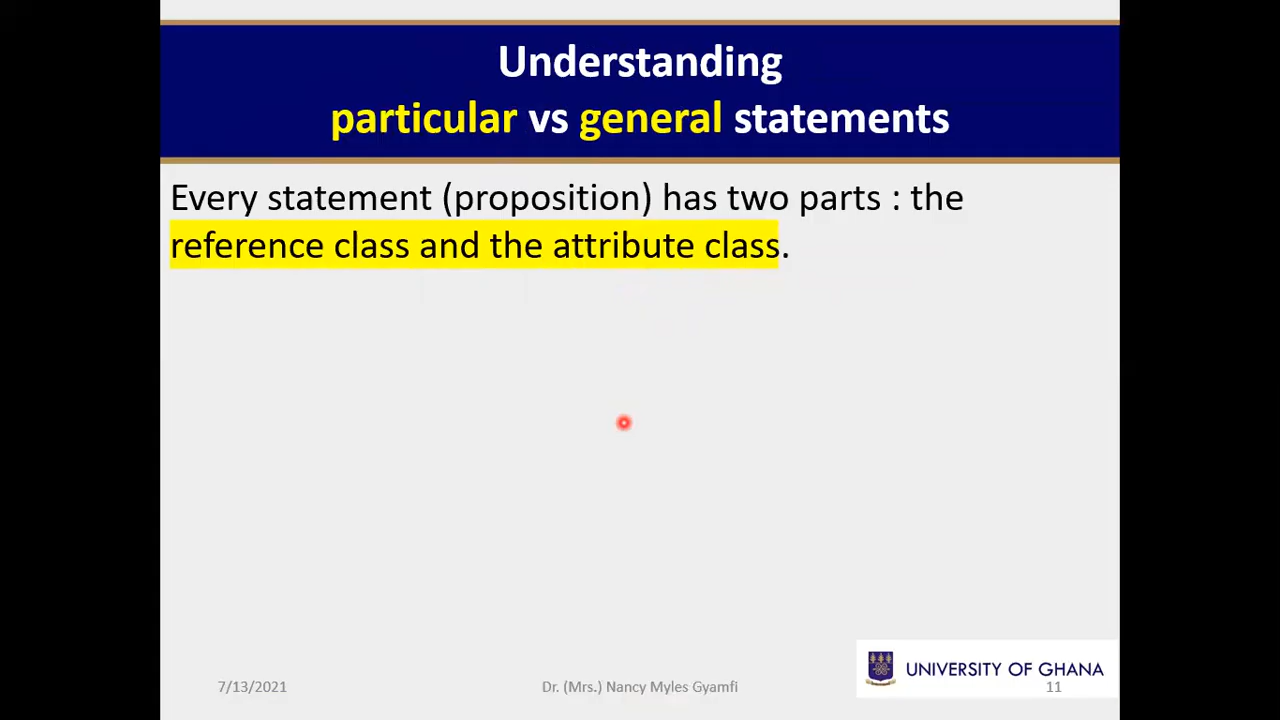 Understanding
particular vs general statements
Every statement (proposition) has two parts : the
reference class and the attribute class.
7/13/2021
Dr. (Mrs.) Nancy Myles Gyamfi
UNIVERSITY OF GHANA
11